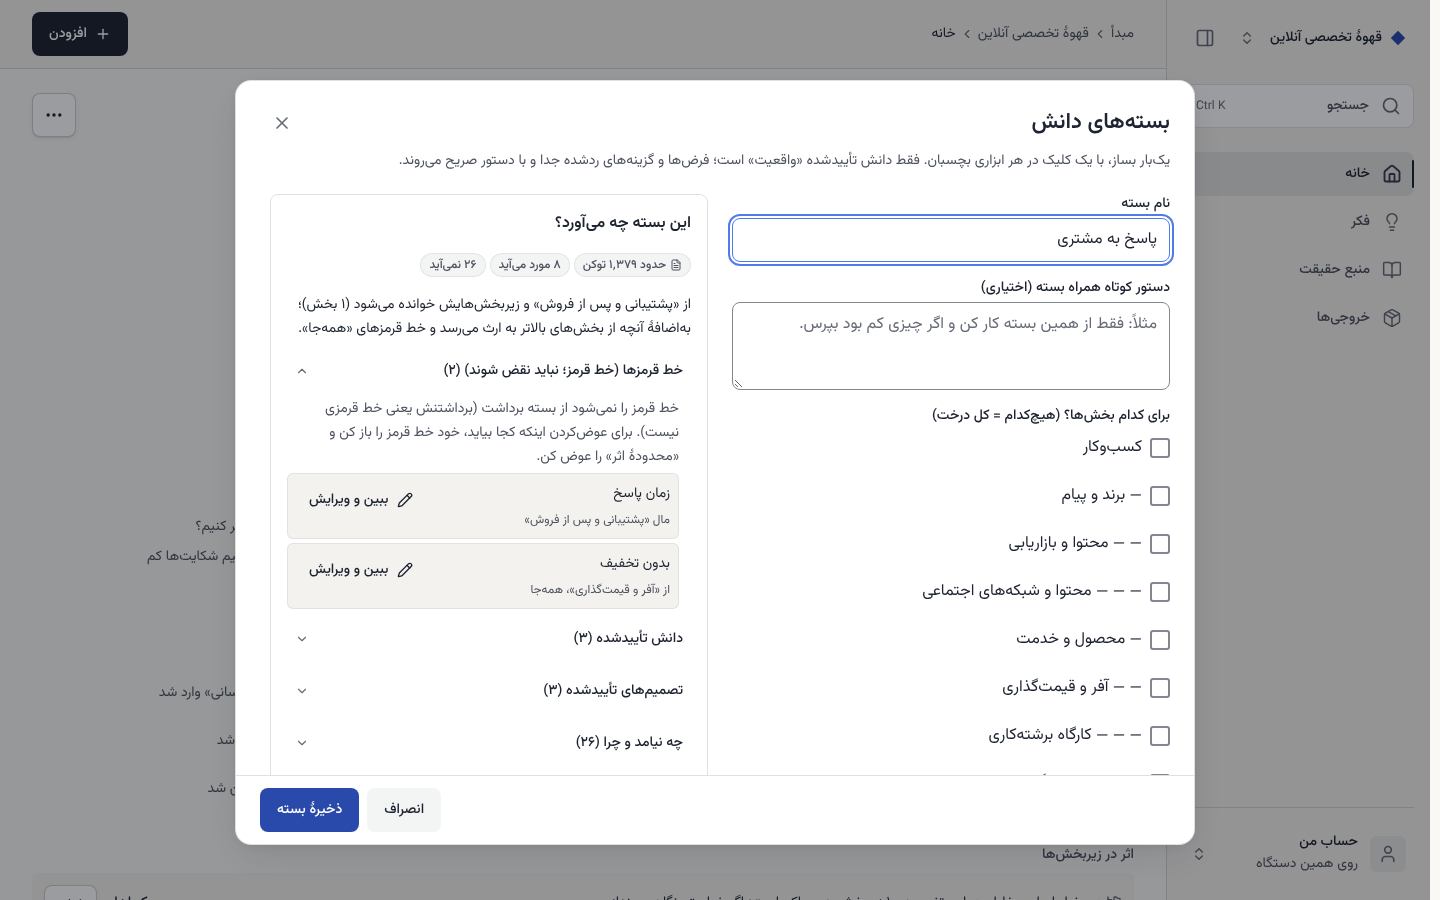 قهوهٔ تخصصی آنلاین
مبدأ › قهوهٔ تخصصی آنلاین › خانه
افزودن
جستجو
Ctrl K
خانه
فکر
منبع حقیقت
خروجی‌ها
حساب من
روی همین دستگاه
بسته‌های دانش
یک‌بار بساز، با یک کلیک در هر ابزاری بچسبان. فقط دانش تأییدشده «واقعیت» است؛ فرض‌ها و گزینه‌های ردشده جدا و با دستور صریح می‌روند.
نام بسته
پاسخ به مشتری
دستور کوتاه همراه بسته (اختیاری)
مثلاً: فقط از همین بسته کار کن و اگر چیزی کم بود بپرس.
برای کدام بخش‌ها؟ (هیچ‌کدام = کل درخت)
کسب‌وکار
— برند و پیام
— — محتوا و بازاریابی
— — — محتوا و شبکه‌های اجتماعی
— محصول و خدمت
— — آفر و قیمت‌گذاری
— — — کارگاه برشته‌کاری
این بسته چه می‌آورد؟
حدود ۱,۳۷۹ توکن
۸ مورد می‌آید
۲۶ نمی‌آید
از «پشتیبانی و پس از فروش» و زیربخش‌هایش خوانده می‌شود (۱ بخش)؛
به‌اضافهٔ آنچه از بخش‌های بالاتر به ارث می‌رسد و خط قرمزهای «همه‌جا».
خط قرمزها (خط قرمز؛ نباید نقض شوند) (۲)
خط قرمز را نمی‌شود از بسته برداشت (برداشتنش یعنی خط قرمزی
نیست). برای عوض‌کردن اینکه کجا بیاید، خود خط قرمز را باز کن و
«محدودهٔ اثر» را عوض کن.
زمان پاسخ
مال «پشتیبانی و پس از فروش»
ببین و ویرایش
بدون تخفیف
از «آفر و قیمت‌گذاری»، همه‌جا
ببین و ویرایش
دانش تأییدشده (۳)
تصمیم‌های تأییدشده (۳)
چه نیامد و چرا (۲۶)
انصراف
ذخیرهٔ بسته
کنیم؟
شکایت‌ها کم
وارد شد
شد
شد
اثر در زیربخش‌ها